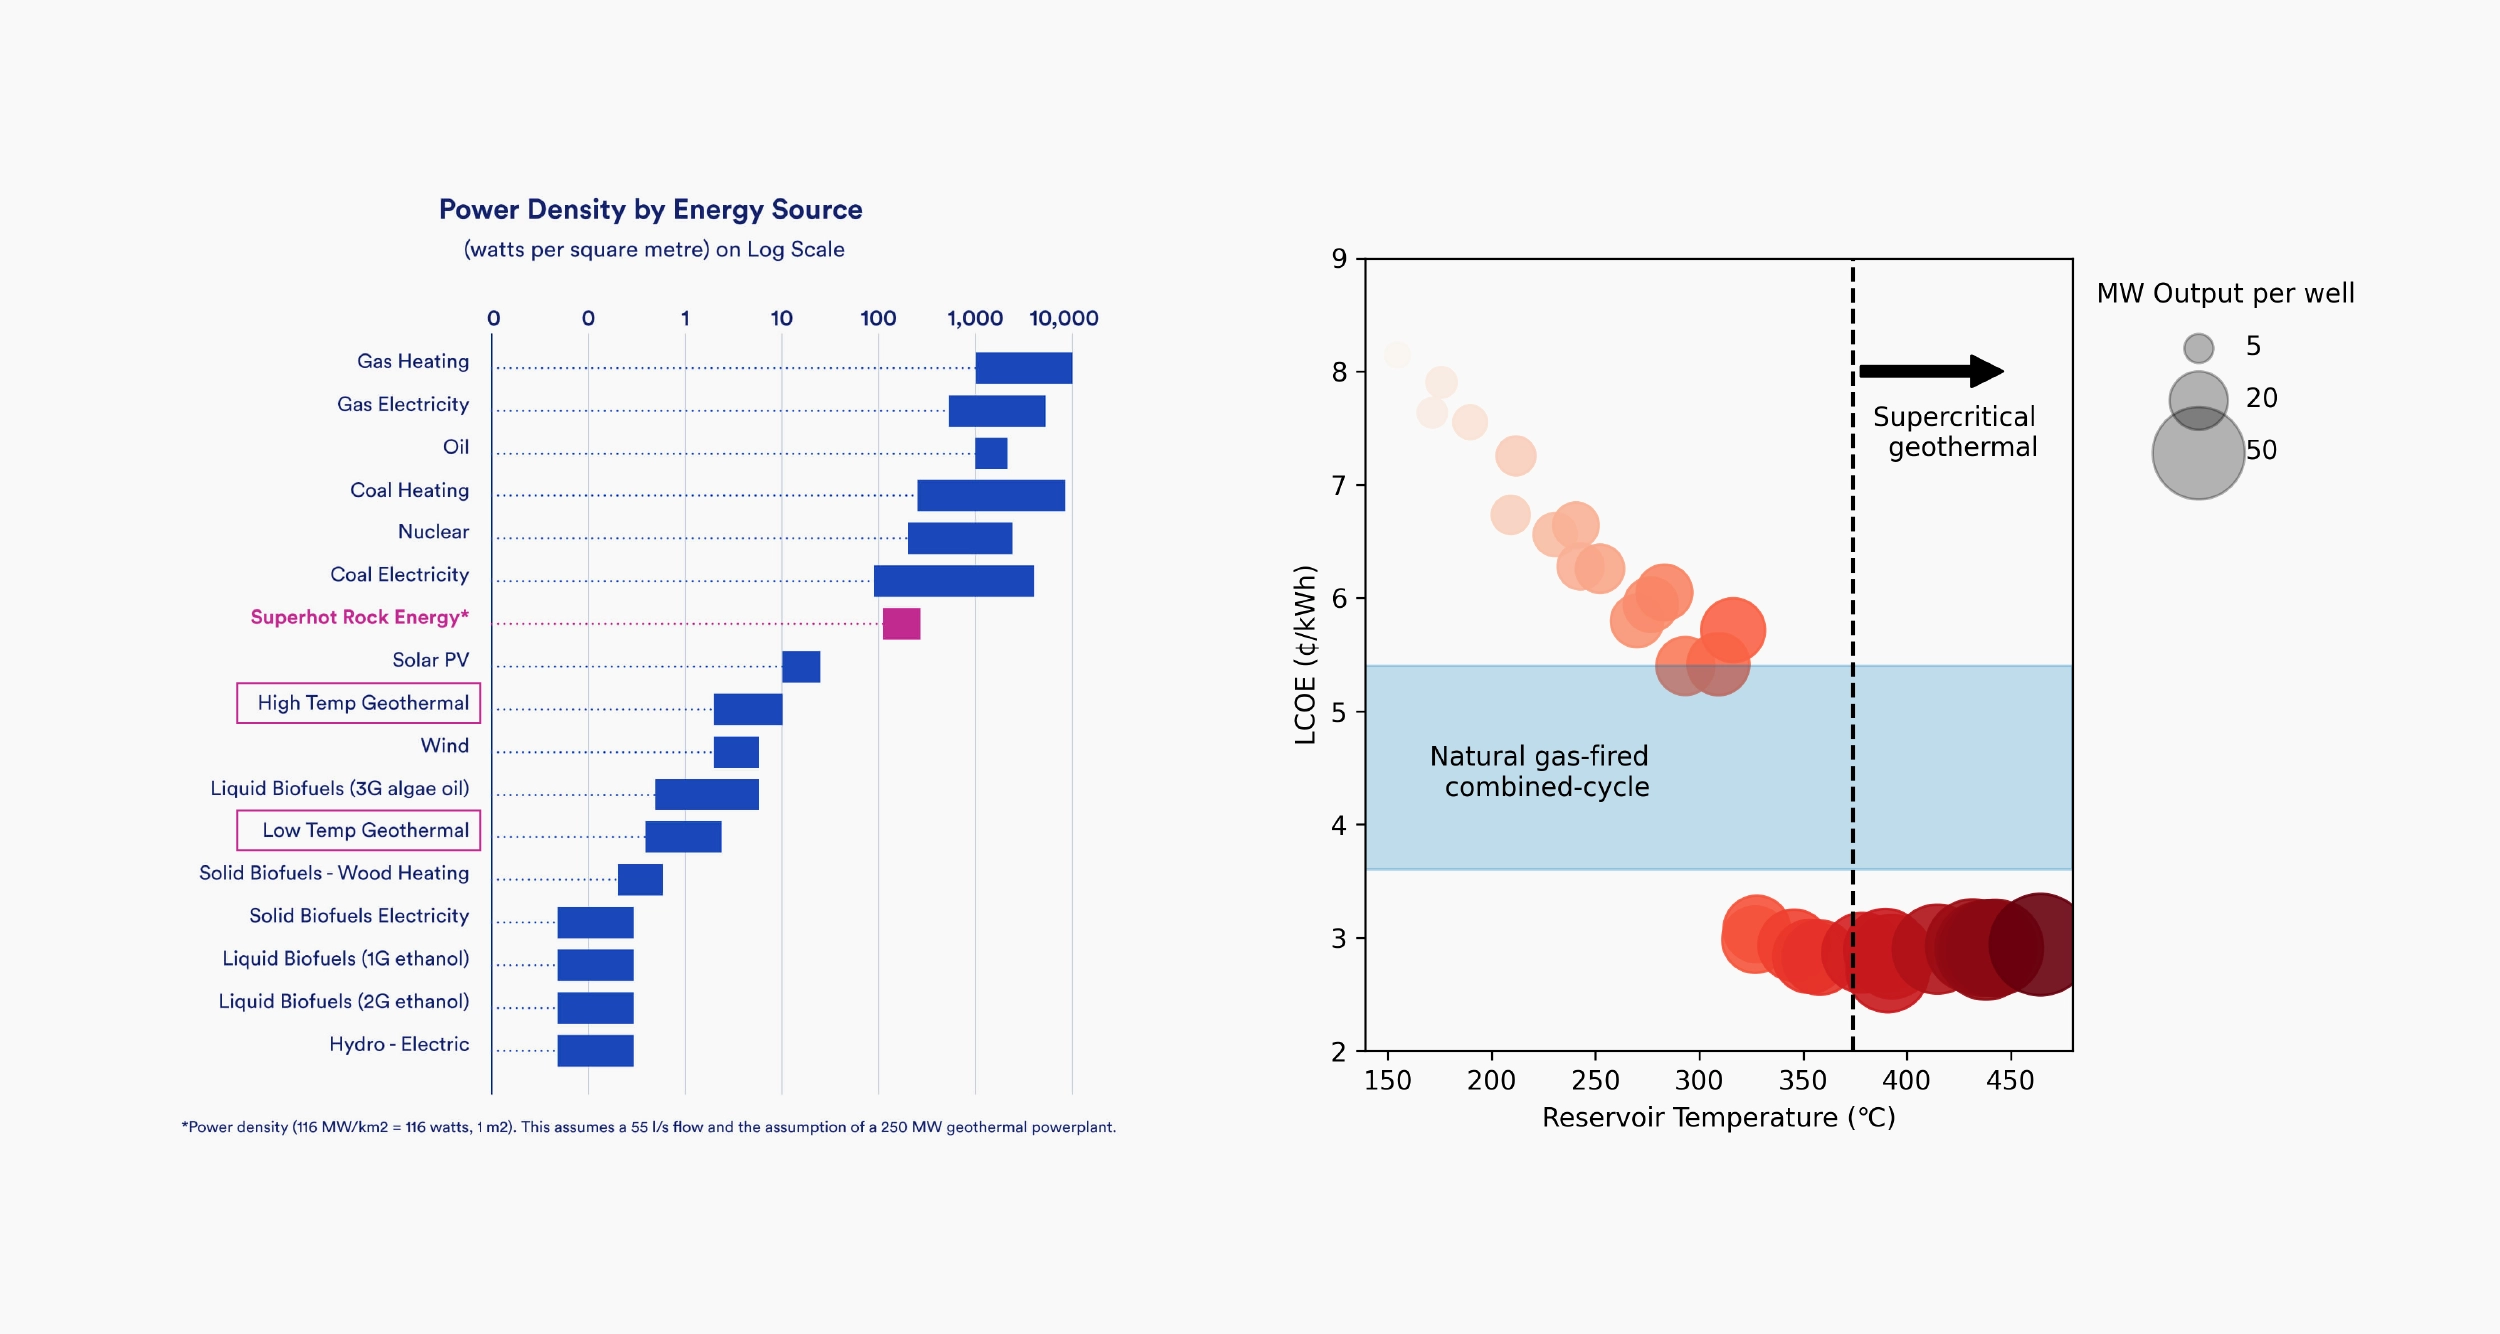 Power Density by Energy Source
(watts per square metre) on Log Scale
0 0 1 10 100 1,000 10,000
Gas Heating
Gas Electricity
Oil
Coal Heating
Nuclear
Coal Electricity
Superhot Rock Energy*
Solar PV
High Temp Geothermal
Wind
Liquid Biofuels (3G algae oil)
Low Temp Geothermal
Solid Biofuels - Wood Heating
Solid Biofuels Electricity
Liquid Biofuels (1G ethanol)
Liquid Biofuels (2G ethanol)
Hydro - Electric
*Power density (116 MW/km2 = 116 watts, 1 m2). This assumes a 55 l/s flow and the assumption of a 250 MW geothermal powerplant.
LCOE (¢/kWh)
9
8
7
6
5
4
3
2
150 200 250 300 350 400 450
Reservoir Temperature (°C)
Supercritical
geothermal
Natural gas-fired
combined-cycle
MW Output per well
5
20
50